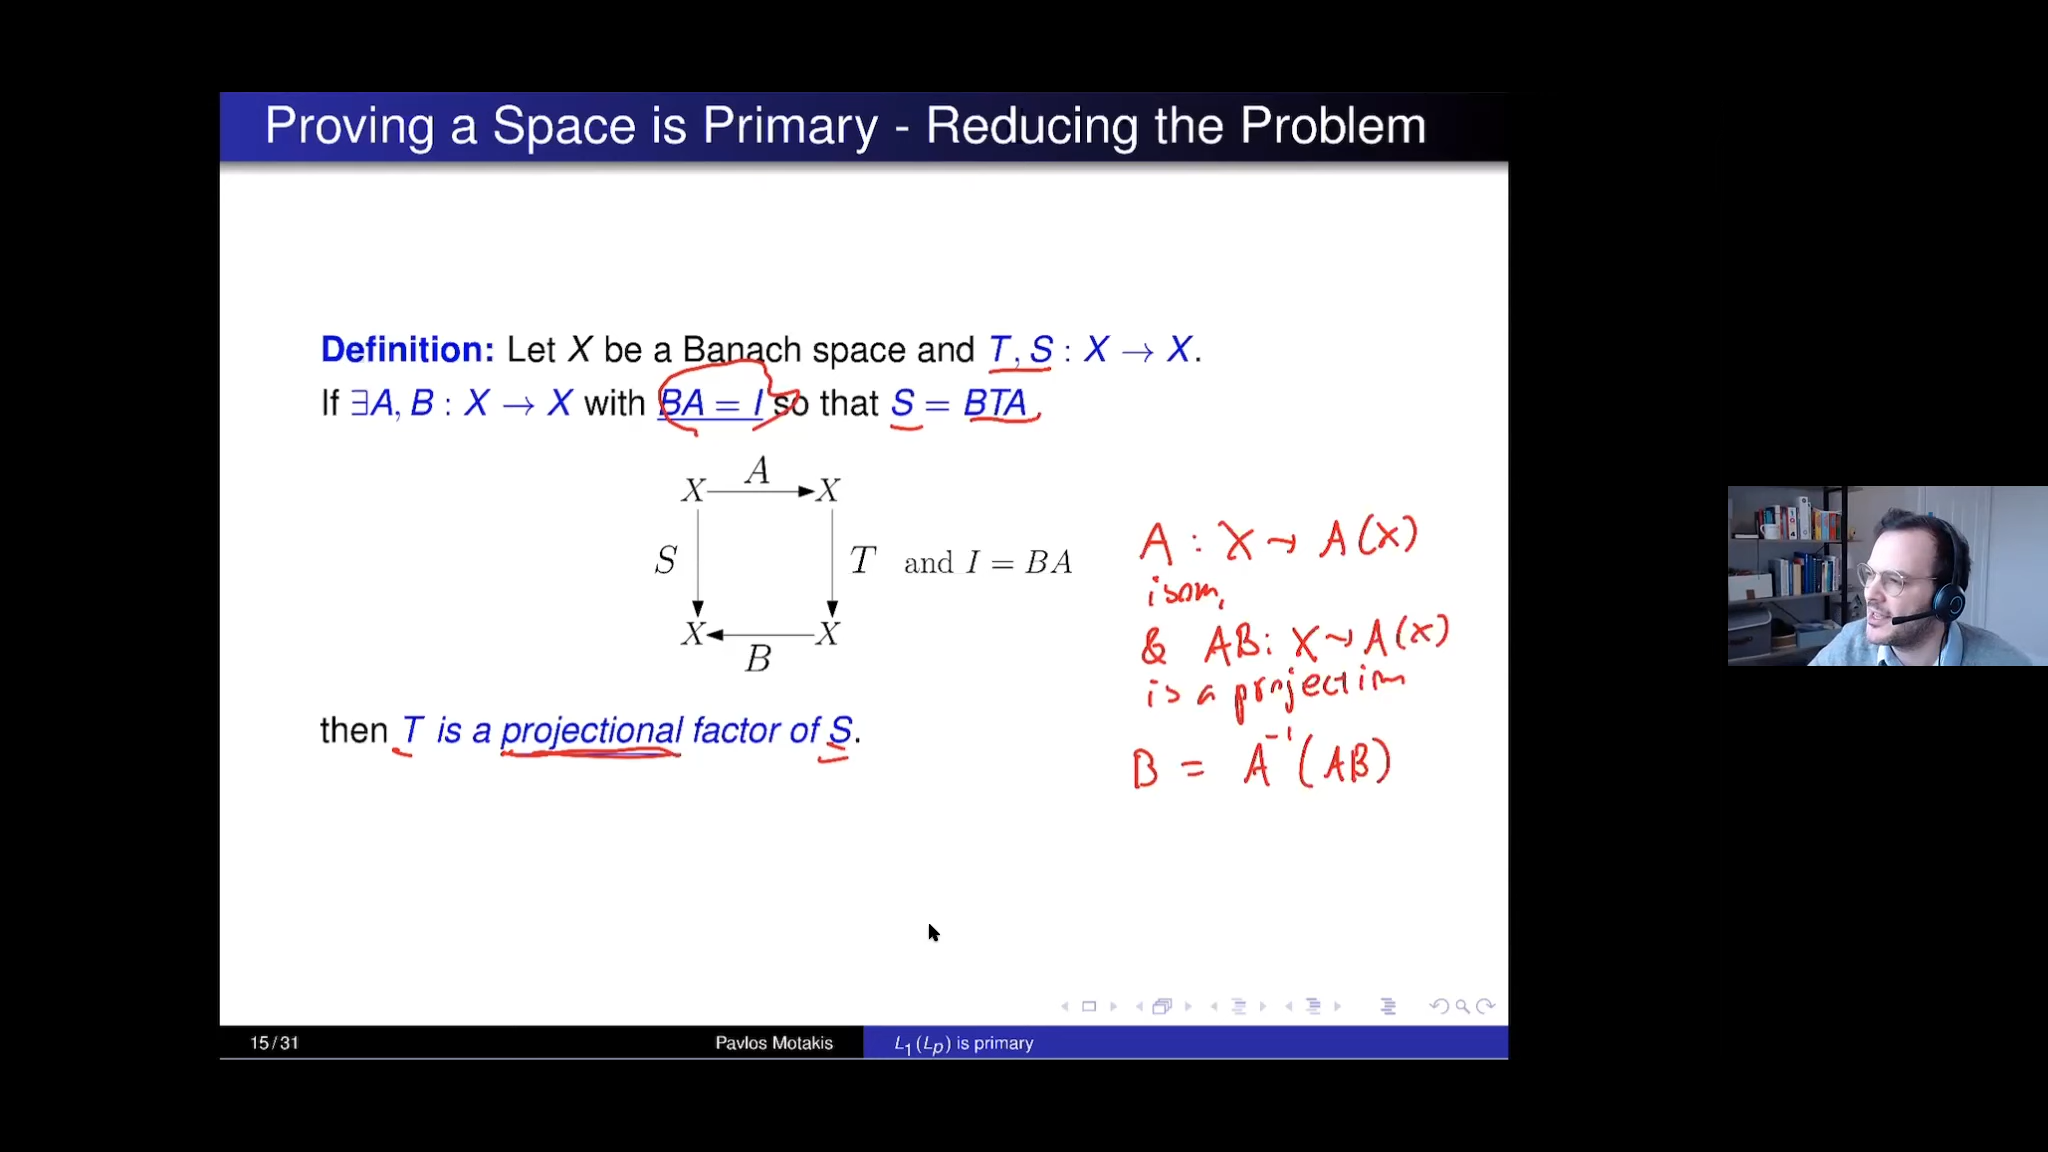 Proving a Space is Primary - Reducing the Problem
Definition: Let X be a Banach space and T, S : X → X.
If ∃A, B : X → X with BA = I so that S = BTA,
X A X
S T and I = BA
X B X
then T is a projectional factor of S.
A : X → A(X)
isom,
& AB : X → A(X)
is a projection
B = A⁻¹(AB)
15 / 31 Pavlos Motakis L₁(Lₚ) is primary